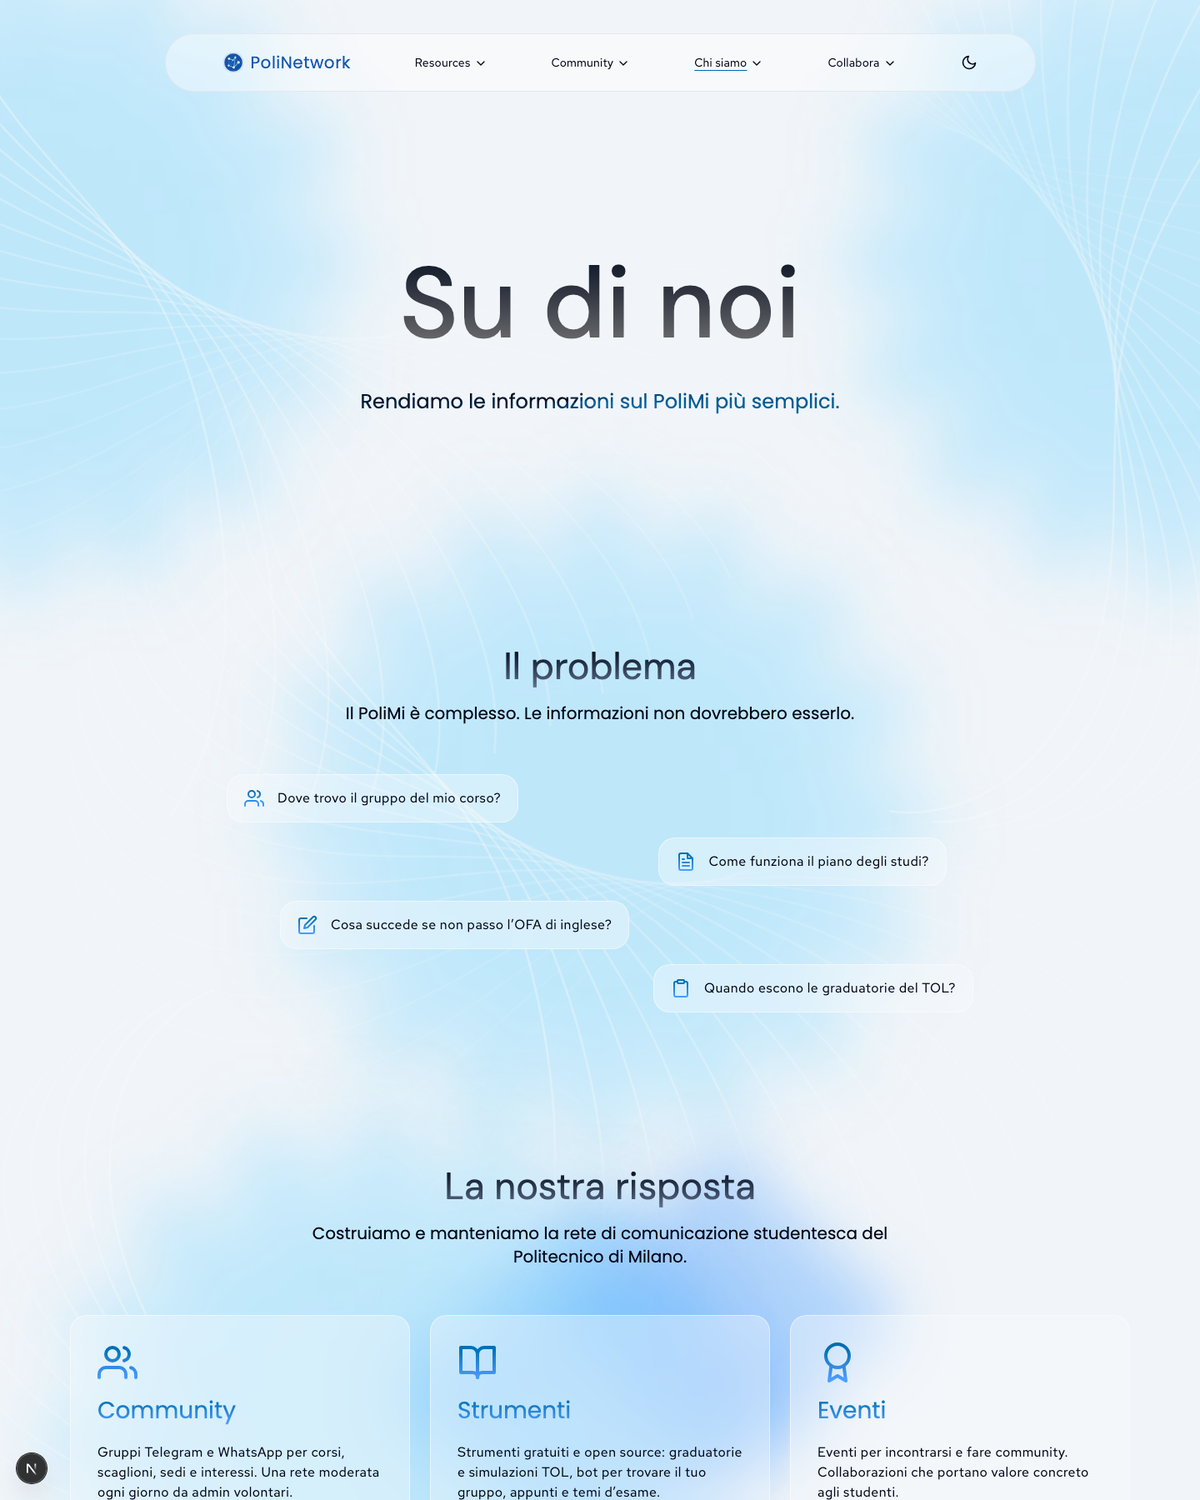 PoliNetwork
Resources
Community
Chi siamo
Collabora
Su di noi
Rendiamo le informazioni sul PoliMi più semplici.
Il problema
Il PoliMi è complesso. Le informazioni non dovrebbero esserlo.
Dove trovo il gruppo del mio corso?
Come funziona il piano degli studi?
Cosa succede se non passo l’OFA di inglese?
Quando escono le graduatorie del TOL?
La nostra risposta
Costruiamo e manteniamo la rete di comunicazione studentesca del
Politecnico di Milano.
Community
Gruppi Telegram e WhatsApp per corsi,
scaglioni, sedi e interessi. Una rete moderata
ogni giorno da admin volontari.
Strumenti
Strumenti gratuiti e open source: graduatorie
e simulazioni TOL, bot per trovare il tuo
gruppo, appunti e temi d’esame.
Eventi
Eventi per incontrarsi e fare community.
Collaborazioni che portano valore concreto
agli studenti.
N